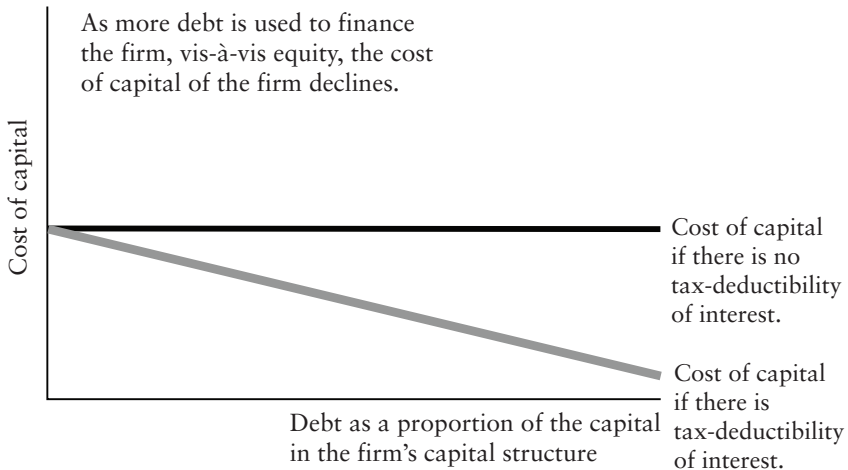 As more debt is used to finance
the firm, vis-à-vis equity, the cost
of capital of the firm declines.
Cost of capital
Cost of capital
if there is no
tax-deductibility
of interest.
Cost of capital
if there is
tax-deductibility
of interest.
Debt as a proportion of the capital
in the firm’s capital structure